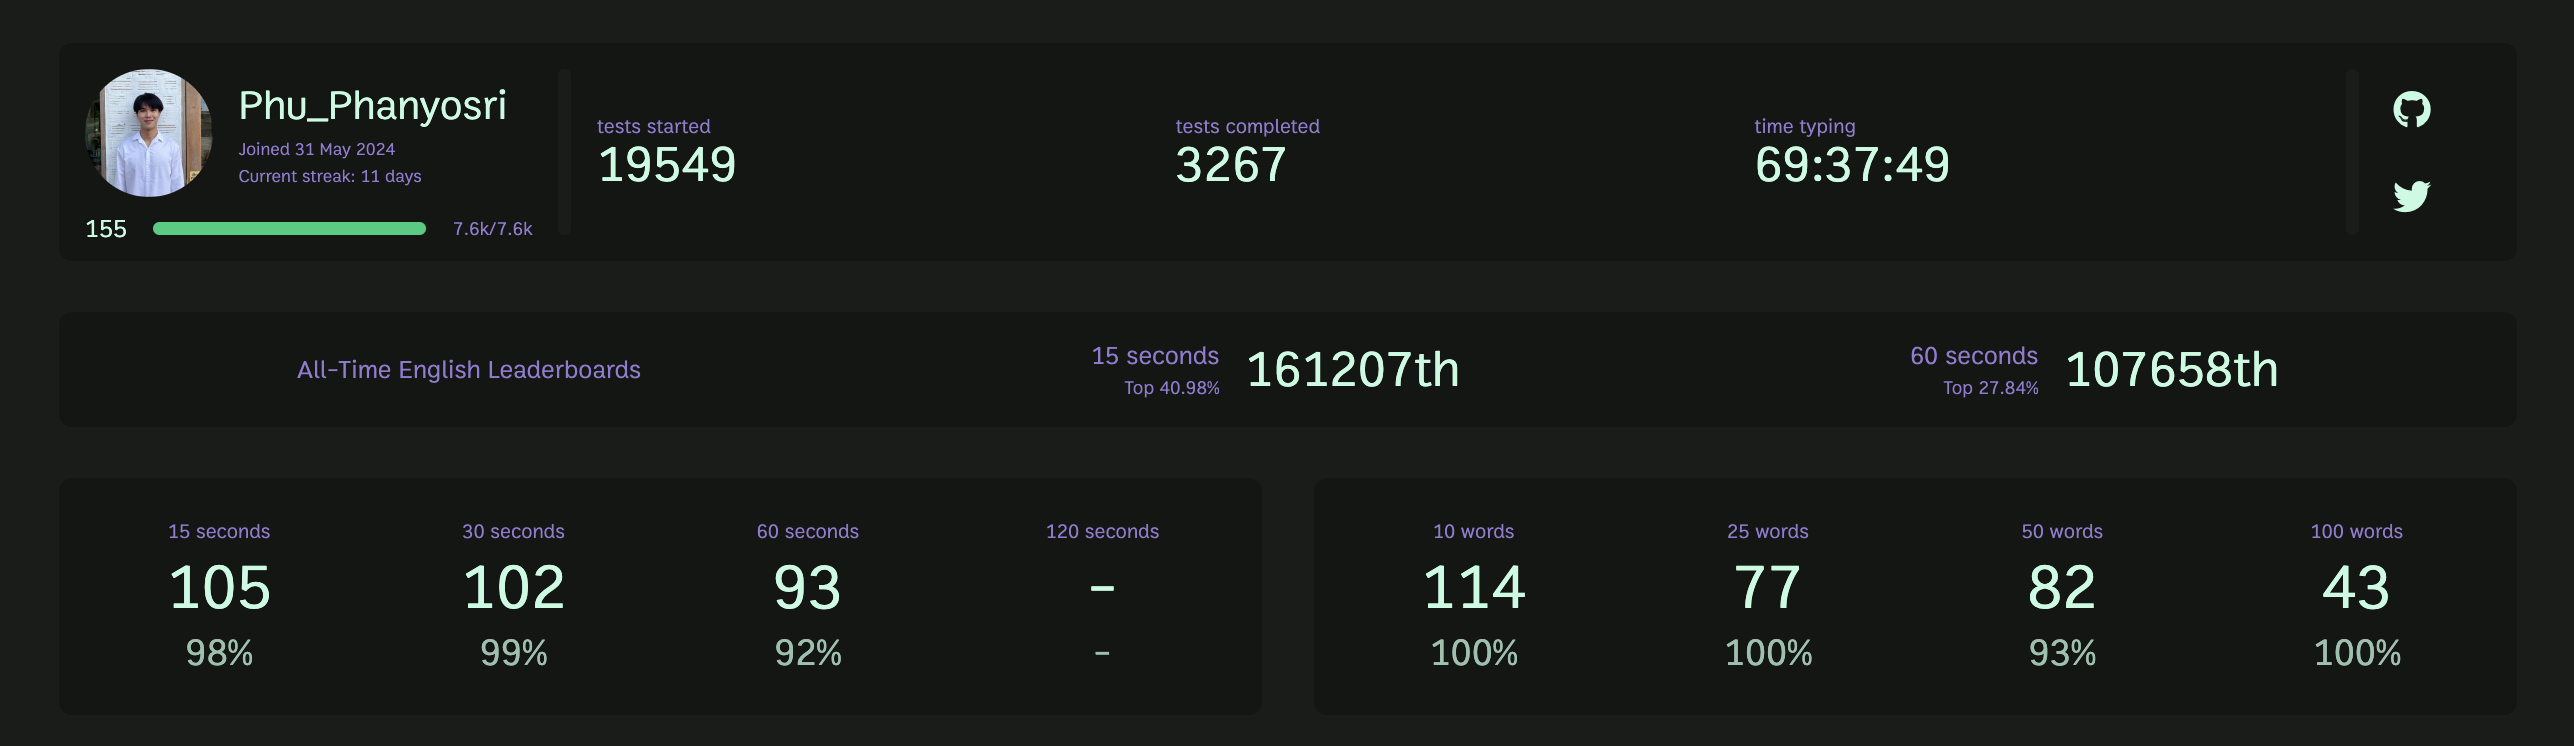 Phu_Phanyosri
Joined 31 May 2024
Current streak: 11 days
155
7.6k/7.6k
tests started
19549
tests completed
3267
time typing
69:37:49
All-Time English Leaderboards
15 seconds
Top 40.98%
161207th
60 seconds
Top 27.84%
107658th
15 seconds
105
98%
30 seconds
102
99%
60 seconds
93
92%
120 seconds
-
-
10 words
114
100%
25 words
77
100%
50 words
82
93%
100 words
43
100%